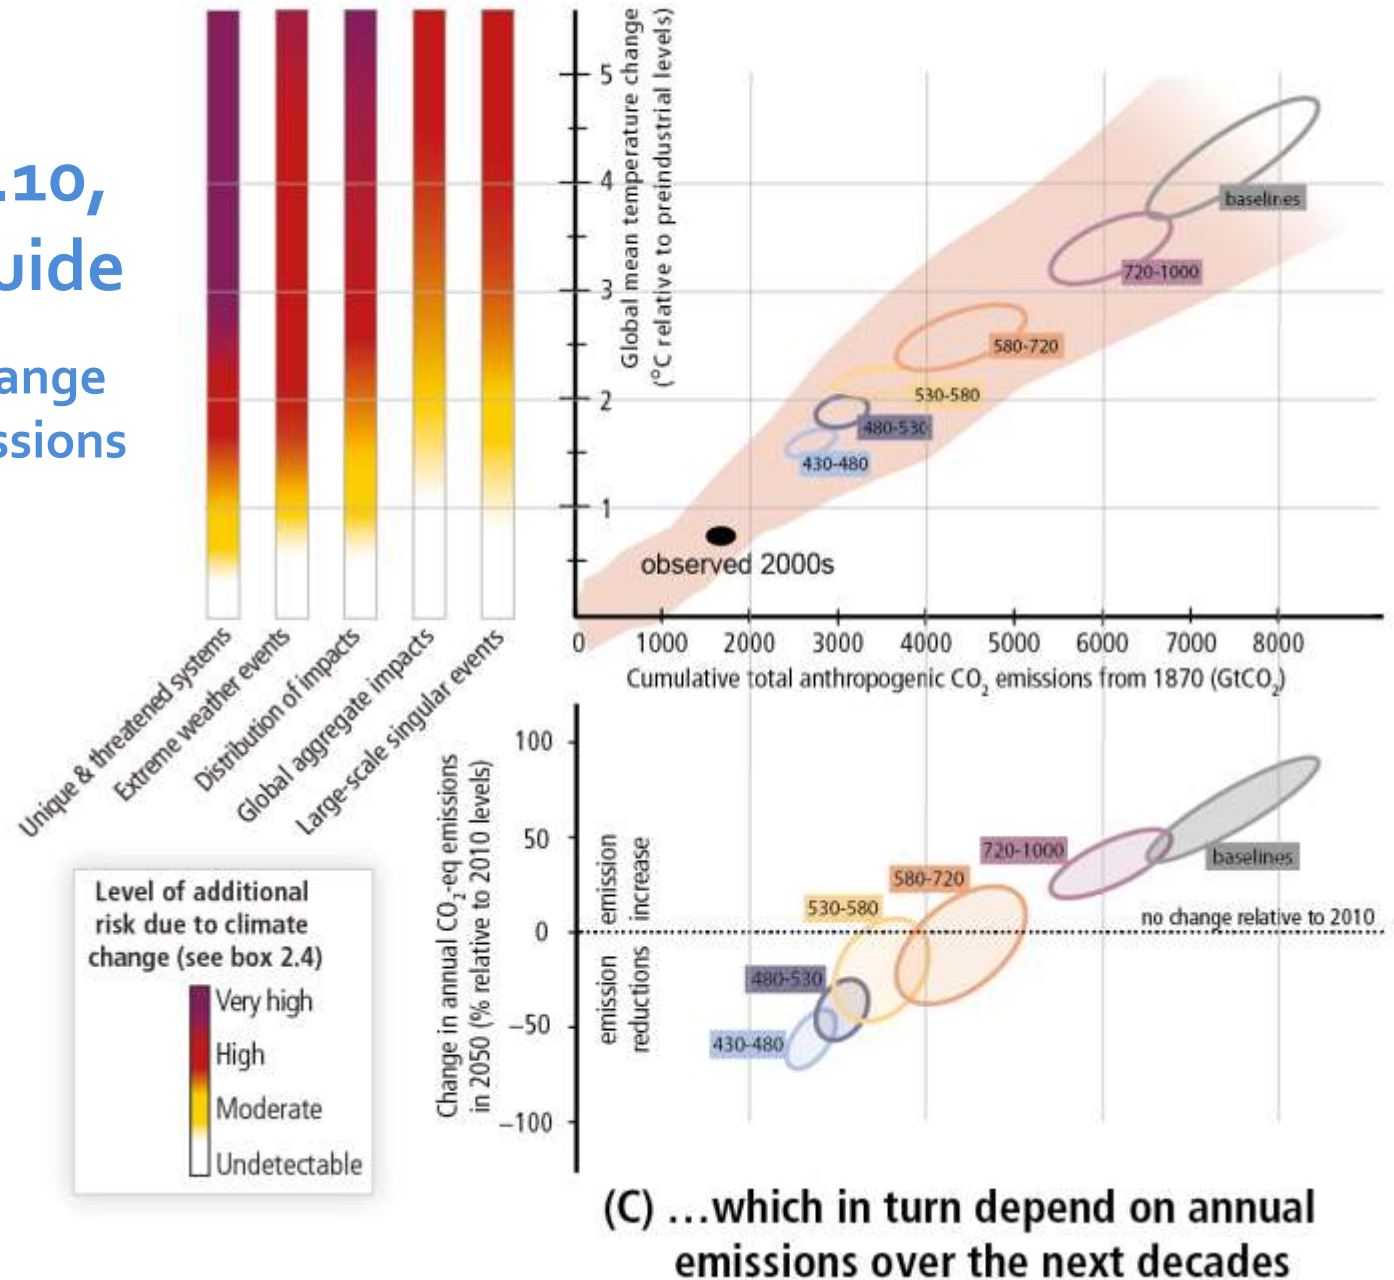 .10,
uide
ange
ssions
Global mean temperature change
(°C relative to preindustrial levels)
5
4
3
2
1
baselines
720-1000
580-720
530-580
480-530
430-480
observed 2000s
0 1000 2000 3000 4000 5000 6000 7000 8000
Cumulative total anthropogenic CO₂ emissions from 1870 (GtCO₂)
Unique & threatened systems
Extreme weather events
Distribution of impacts
Global aggregate impacts
Large-scale singular events
Level of additional
risk due to climate
change (see box 2.4)
Very high
High
Moderate
Undetectable
Change in annual CO₂-eq emissions
in 2050 (% relative to 2010 levels)
100
50
0
−50
−100
emission
increase
emission
reductions
720-1000
baselines
580-720
530-580
no change relative to 2010
480-530
430-480
(C) …which in turn depend on annual
emissions over the next decades